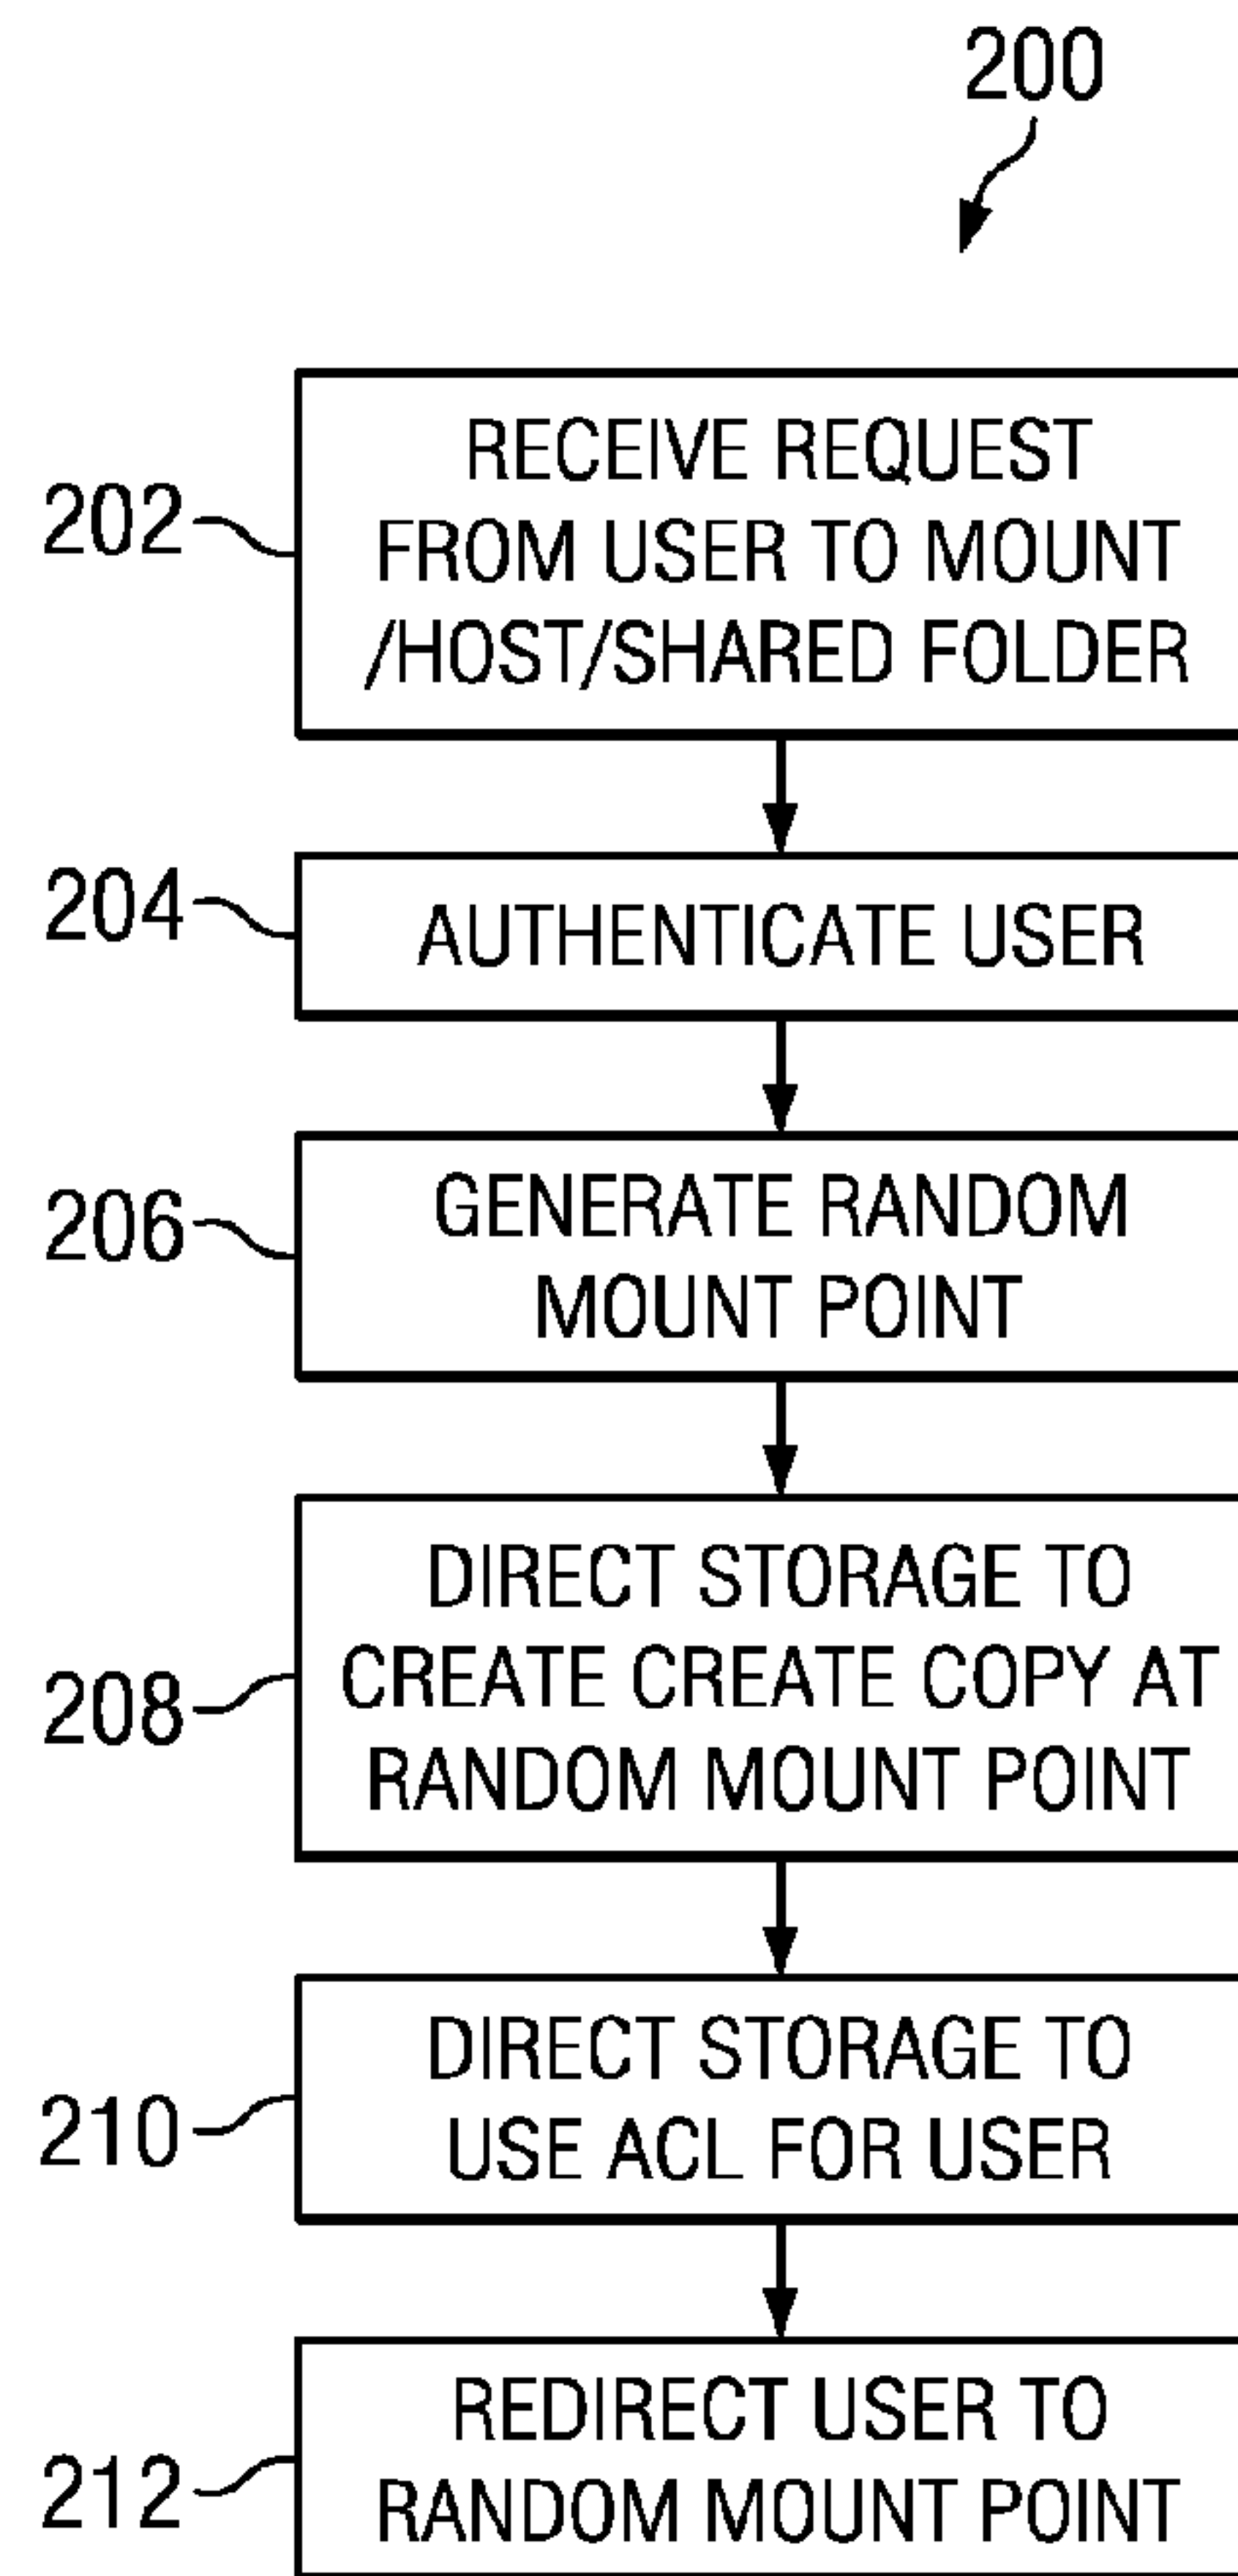 200
202
RECEIVE REQUEST
FROM USER TO MOUNT
/HOST/SHARED FOLDER
204
AUTHENTICATE USER
206
GENERATE RANDOM
MOUNT POINT
208
DIRECT STORAGE TO
CREATE CREATE COPY AT
RANDOM MOUNT POINT
210
DIRECT STORAGE TO
USE ACL FOR USER
212
REDIRECT USER TO
RANDOM MOUNT POINT